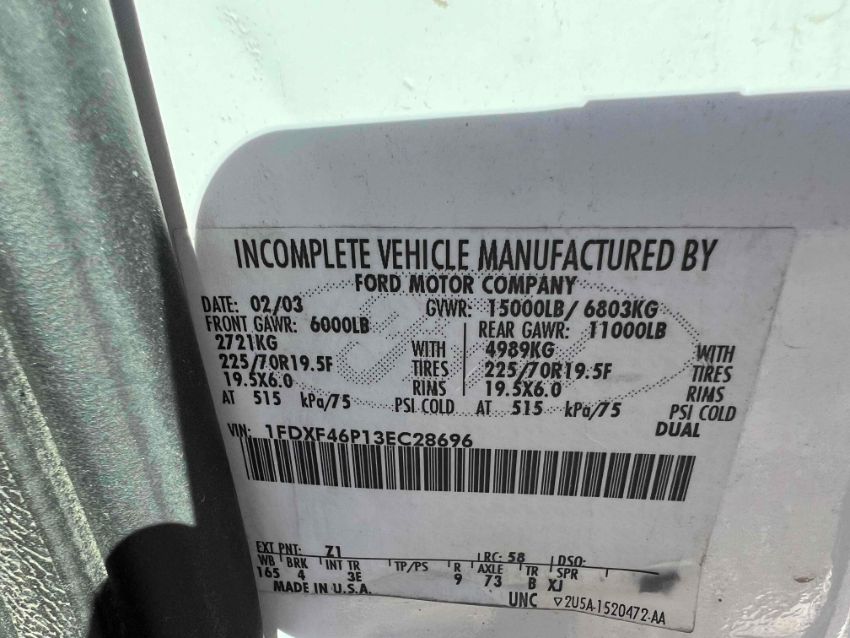 INCOMPLETE VEHICLE MANUFACTURED BY
FORD MOTOR COMPANY
DATE: 02/03 GVWR: 15000LB/ 6803KG
FRONT GAWR: 6000LB REAR GAWR: 11000LB
2721KG WITH 4989KG WITH
225/70R19.5F TIRES 225/70R19.5F TIRES
19.5X6.0 RINS 19.5X6.0 RIMS
AT 515 kPa/75 PSI COLD AT 515 kPa/75 PSI COLD
DUAL
VIN: 1FDXF46P13EC28696
EXT PNT: Z1 RC: 58 DSO:
WB BRK INT TR TP/PS R AXLE TR SPR
165 4 3E 9 73 B XJ
MADE IN U.S.A.
UNC ▽2U5A-1520472-AA